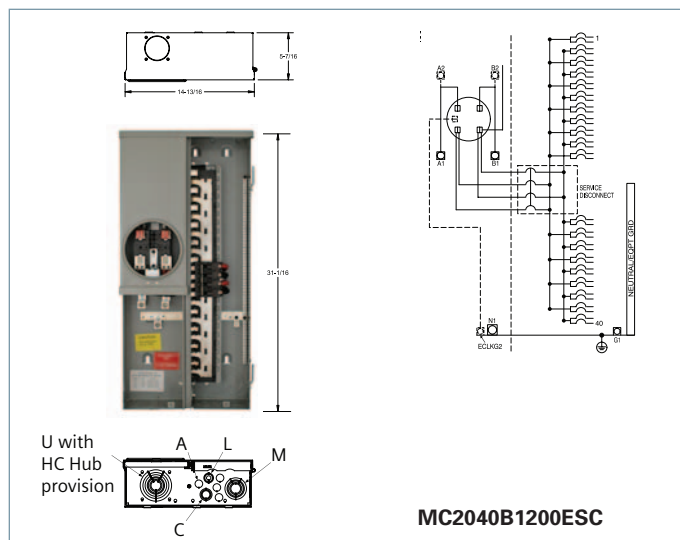 5-7/16
14-13/16
31-1/16
A2
B2
A1
B1
1
SERVICE
DISCONNECT
NEUTRAL/EQPT GRD
40
N1
G1
ECLKG2
U with
HC Hub
provision
A
L
M
C
MC2040B1200ESC